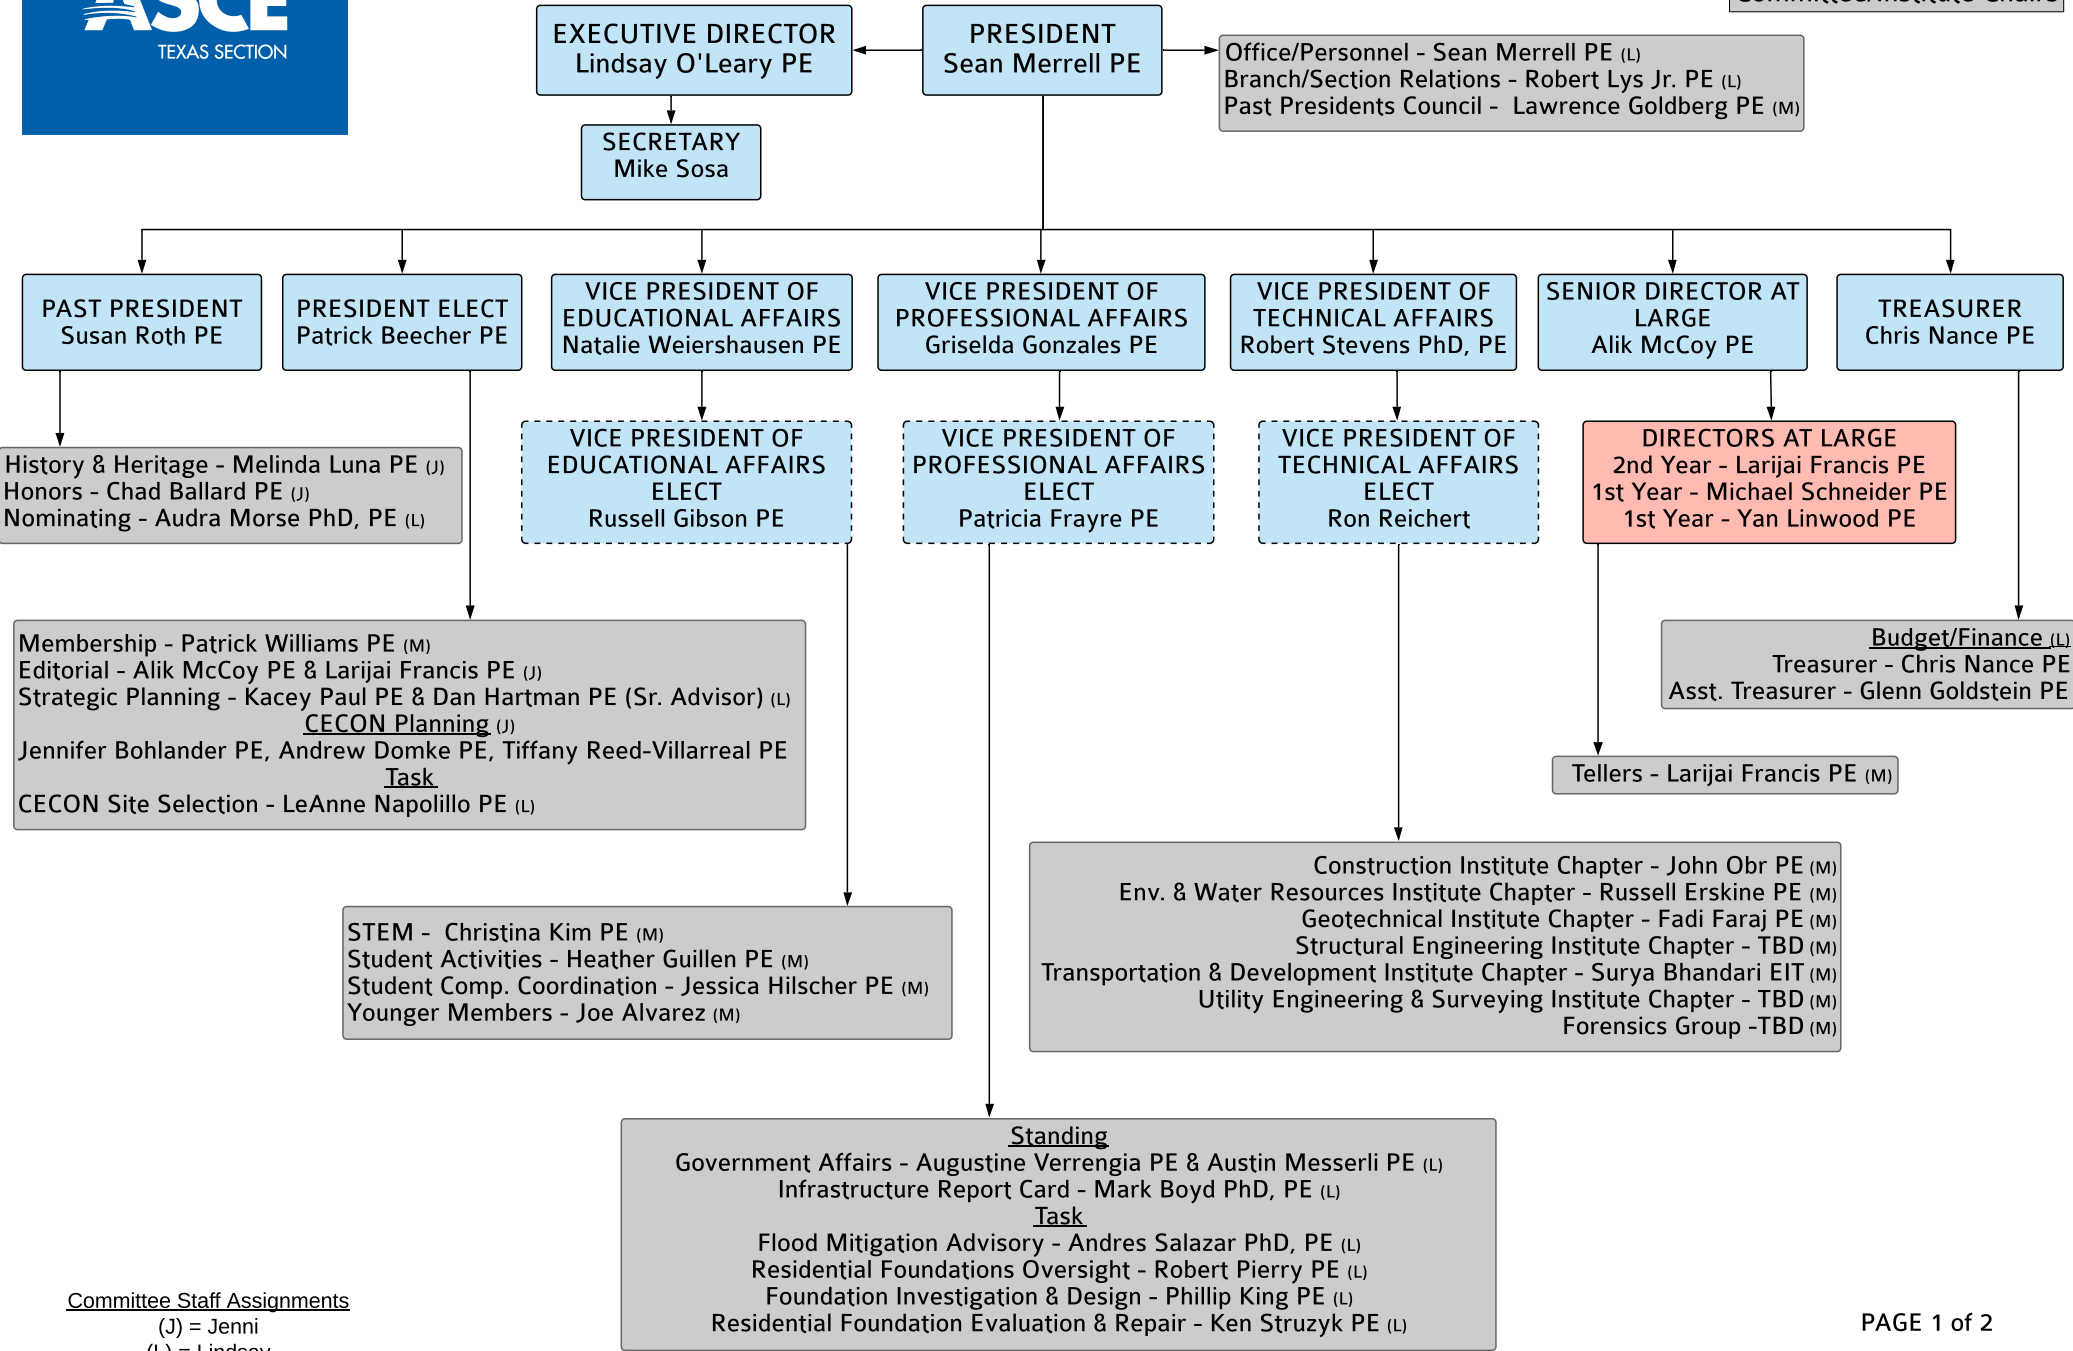 ASCE
TEXAS SECTION
Committee/Institute Chairs
EXECUTIVE DIRECTOR
Lindsay O'Leary PE
PRESIDENT
Sean Merrell PE
Office/Personnel - Sean Merrell PE (L)
Branch/Section Relations - Robert Lys Jr. PE (L)
Past Presidents Council - Lawrence Goldberg PE (M)
SECRETARY
Mike Sosa
PAST PRESIDENT
Susan Roth PE
PRESIDENT ELECT
Patrick Beecher PE
VICE PRESIDENT OF
EDUCATIONAL AFFAIRS
Natalie Weiershausen PE
VICE PRESIDENT OF
PROFESSIONAL AFFAIRS
Griselda Gonzales PE
VICE PRESIDENT OF
TECHNICAL AFFAIRS
Robert Stevens PhD, PE
SENIOR DIRECTOR AT
LARGE
Alik McCoy PE
TREASURER
Chris Nance PE
History & Heritage - Melinda Luna PE (J)
Honors - Chad Ballard PE (J)
Nominating - Audra Morse PhD, PE (L)
VICE PRESIDENT OF
EDUCATIONAL AFFAIRS
ELECT
Russell Gibson PE
VICE PRESIDENT OF
PROFESSIONAL AFFAIRS
ELECT
Patricia Frayre PE
VICE PRESIDENT OF
TECHNICAL AFFAIRS
ELECT
Ron Reichert
DIRECTORS AT LARGE
2nd Year - Larijai Francis PE
1st Year - Michael Schneider PE
1st Year - Yan Linwood PE
Membership - Patrick Williams PE (M)
Editorial - Alik McCoy PE & Larijai Francis PE (J)
Strategic Planning - Kacey Paul PE & Dan Hartman PE (Sr. Advisor) (L)
CECON Planning (J)
Jennifer Bohlander PE, Andrew Domke PE, Tiffany Reed-Villarreal PE
Task
CECON Site Selection - LeAnne Napolillo PE (L)
Budget/Finance (L)
Treasurer - Chris Nance PE
Asst. Treasurer - Glenn Goldstein PE
Tellers - Larijai Francis PE (M)
Construction Institute Chapter - John Obr PE (M)
Env. & Water Resources Institute Chapter - Russell Erskine PE (M)
Geotechnical Institute Chapter - Fadi Faraj PE (M)
Structural Engineering Institute Chapter - TBD (M)
Transportation & Development Institute Chapter - Surya Bhandari EIT (M)
Utility Engineering & Surveying Institute Chapter - TBD (M)
Forensics Group -TBD (M)
STEM - Christina Kim PE (M)
Student Activities - Heather Guillen PE (M)
Student Comp. Coordination - Jessica Hilscher PE (M)
Younger Members - Joe Alvarez (M)
Standing
Government Affairs - Augustine Verrengia PE & Austin Messerli PE (L)
Infrastructure Report Card - Mark Boyd PhD, PE (L)
Task
Flood Mitigation Advisory - Andres Salazar PhD, PE (L)
Residential Foundations Oversight - Robert Pierry PE (L)
Foundation Investigation & Design - Phillip King PE (L)
Residential Foundation Evaluation & Repair - Ken Struzyk PE (L)
Committee Staff Assignments
(J) = Jenni
(L) = Lindsay
PAGE 1 of 2